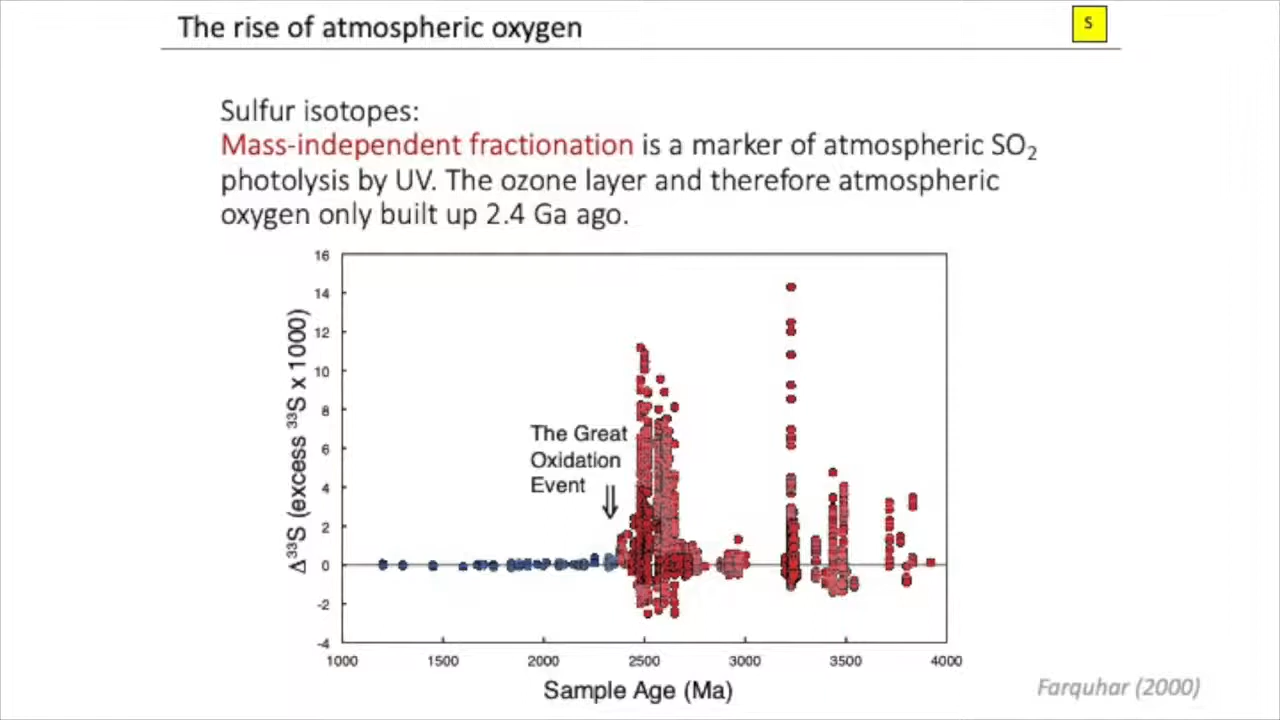 The rise of atmospheric oxygen
S
Sulfur isotopes:
Mass-independent fractionation is a marker of atmospheric SO₂
photolysis by UV. The ozone layer and therefore atmospheric
oxygen only built up 2.4 Ga ago.
16
14
12
10
8
6
4
2
0
-2
-4
Δ³³S (excess ³³S x 1000)
The Great
Oxidation
Event
1000 1500 2000 2500 3000 3500 4000
Sample Age (Ma)
Farquhar (2000)